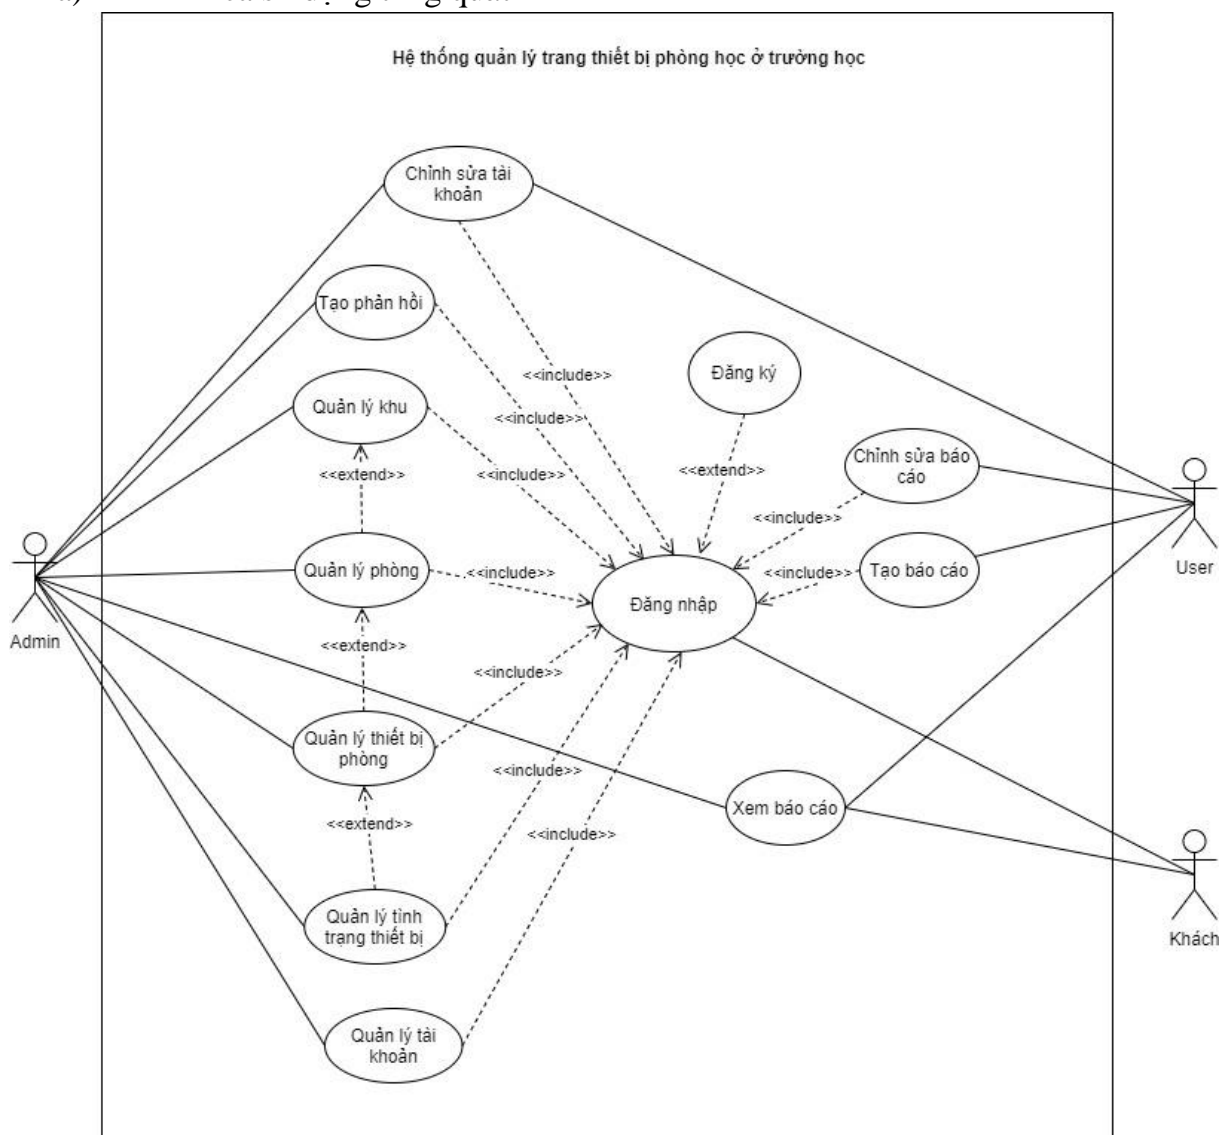 Hệ thống quản lý trang thiết bị phòng học ở trường học
Chỉnh sửa tài
khoản
Tạo phản hồi
Đăng ký
<<include>>
Quản lý khu
<<include>>
Chỉnh sửa báo
cáo
<<extend>>
<<include>>
<<extend>>
<<include>>
Quản lý phòng
<<include>>
<<include>>
Tạo báo cáo
User
Đăng nhập
Admin
<<extend>>
<<include>>
Quản lý thiết bị
phòng
<<include>>
Xem báo cáo
<<extend>>
<<include>>
Quản lý tình
trạng thiết bị
Khách
Quản lý tài
khoản